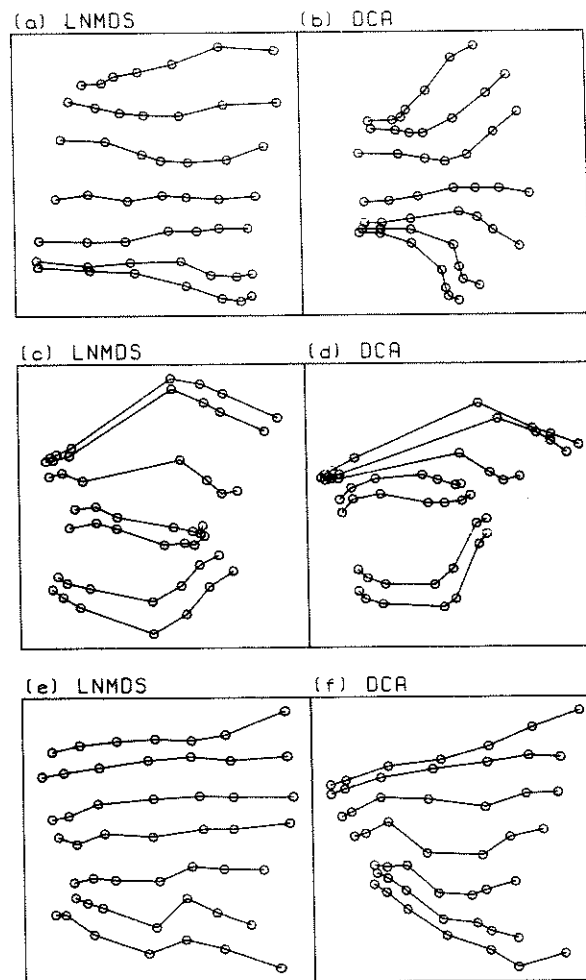 (a) LNMDS
(b) DCA
(c) LNMDS
(d) DCA
(e) LNMDS
(f) DCA